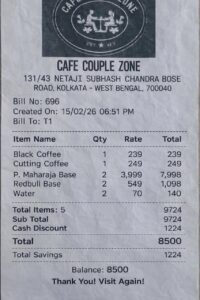 CAFE COUPLE ZONE
131/43 NETAJI SUBHASH CHANDRA BOSE
ROAD, KOLKATA - WEST BENGAL, 700040
Bill No: 696
Created On: 15/02/26 06:51 PM
Bill To: T1
Item Name Qty Rate Total
Black Coffee 1 239 239
Cutting Coffee 1 249 249
P. Maharaja Base 2 3,999 7,998
Redbull Base 2 549 1,098
Water 2 70 140
Total Items: 5 9724
Sub Total 9724
Cash Discount 1224
Total 8500
Total Savings 1224
Balance: 8500
Thank You! Visit Again!